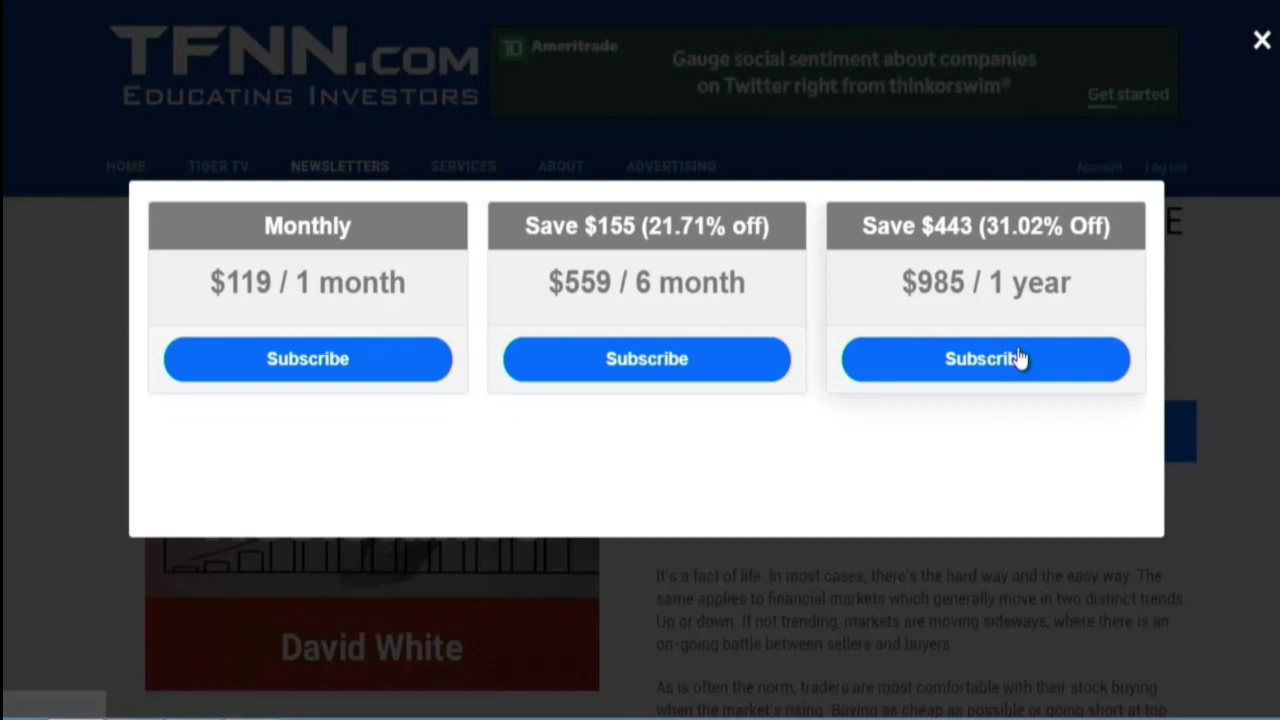 TFNN.COM
EDUCATING INVESTORS
TD Ameritrade
Gauge social sentiment about companies
on Twitter right from thinkorswim®
Get started
HOME
TIGER TV
NEWSLETTERS
SERVICES
ABOUT
ADVERTISING
Account
Log out
Monthly
$119 / 1 month
Subscribe
Save $155 (21.71% off)
$559 / 6 month
Subscribe
Save $443 (31.02% Off)
$985 / 1 year
Subscribe
E
David White
It's a fact of life. In most cases, there's the hard way and the easy way. The
same applies to financial markets which generally move in two distinct trends
Up or down. If not trending, markets are moving sideways, where there is an
on-going battle between sellers and buyers.
As is often the norm, traders are most comfortable with their stock buying
when the market's rising. Buying as cheap as possible or going short at top